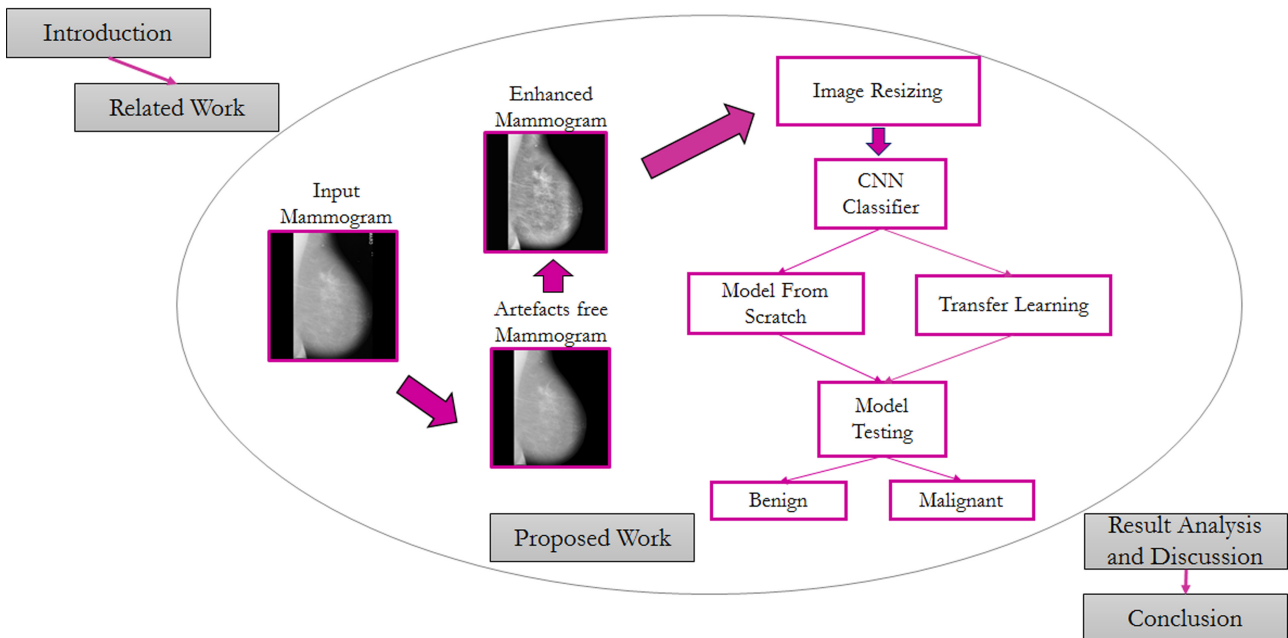 Introduction
Related Work
Input
Mammogram
Artefacts free
Mammogram
Enhanced
Mammogram
Image Resizing
CNN
Classifier
Model From
Scratch
Transfer Learning
Model
Testing
Benign
Malignant
Proposed Work
Result Analysis
and Discussion
Conclusion